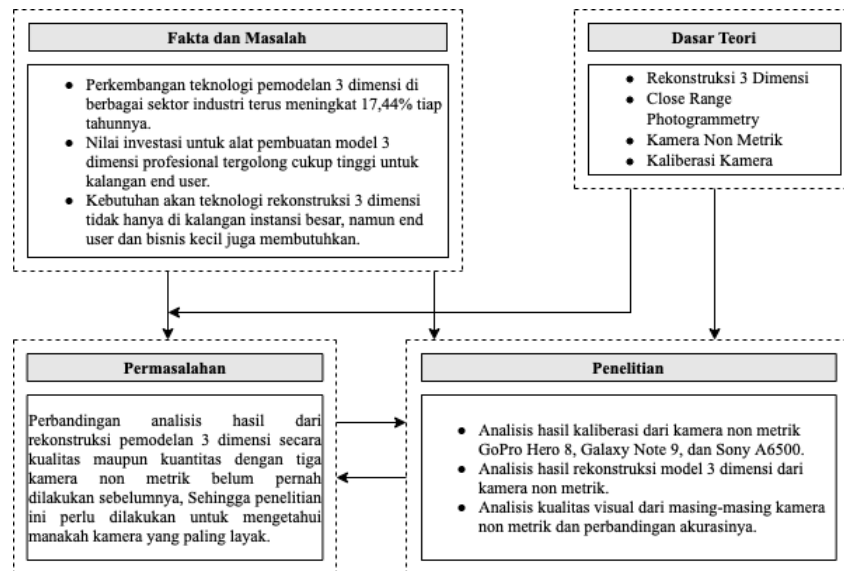 Fakta dan Masalah
● Perkembangan teknologi pemodelan 3 dimensi di
berbagai sektor industri terus meningkat 17,44% tiap
tahunnya.
● Nilai investasi untuk alat pembuatan model 3
dimensi profesional tergolong cukup tinggi untuk
kalangan end user.
● Kebutuhan akan teknologi rekonstruksi 3 dimensi
tidak hanya di kalangan instansi besar, namun end
user dan bisnis kecil juga membutuhkan.
Dasar Teori
● Rekonstruksi 3 Dimensi
● Close Range
Photogrammetry
● Kamera Non Metrik
● Kaliberasi Kamera
Permasalahan
Perbandingan analisis hasil dari
rekonstruksi pemodelan 3 dimensi secara
kualitas maupun kuantitas dengan tiga
kamera non metrik belum pernah
dilakukan sebelumnya, Sehingga penelitian
ini perlu dilakukan untuk mengetahui
manakah kamera yang paling layak.
Penelitian
● Analisis hasil kaliberasi dari kamera non metrik
GoPro Hero 8, Galaxy Note 9, dan Sony A6500.
● Analisis hasil rekonstruksi model 3 dimensi dari
kamera non metrik.
● Analisis kualitas visual dari masing-masing kamera
non metrik dan perbandingan akurasinya.